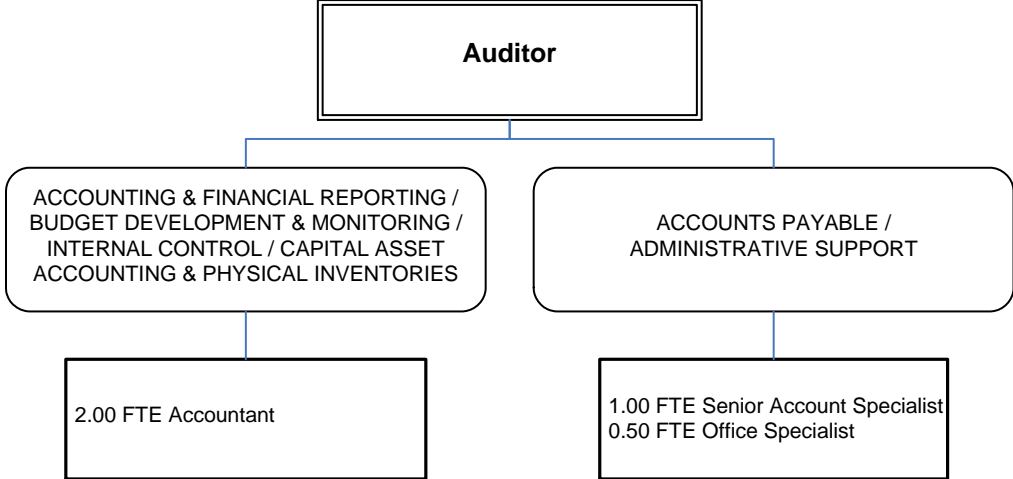 Auditor
ACCOUNTING & FINANCIAL REPORTING /
BUDGET DEVELOPMENT & MONITORING /
INTERNAL CONTROL / CAPITAL ASSET
ACCOUNTING & PHYSICAL INVENTORIES
ACCOUNTS PAYABLE /
ADMINISTRATIVE SUPPORT
2.00 FTE Accountant
1.00 FTE Senior Account Specialist
0.50 FTE Office Specialist